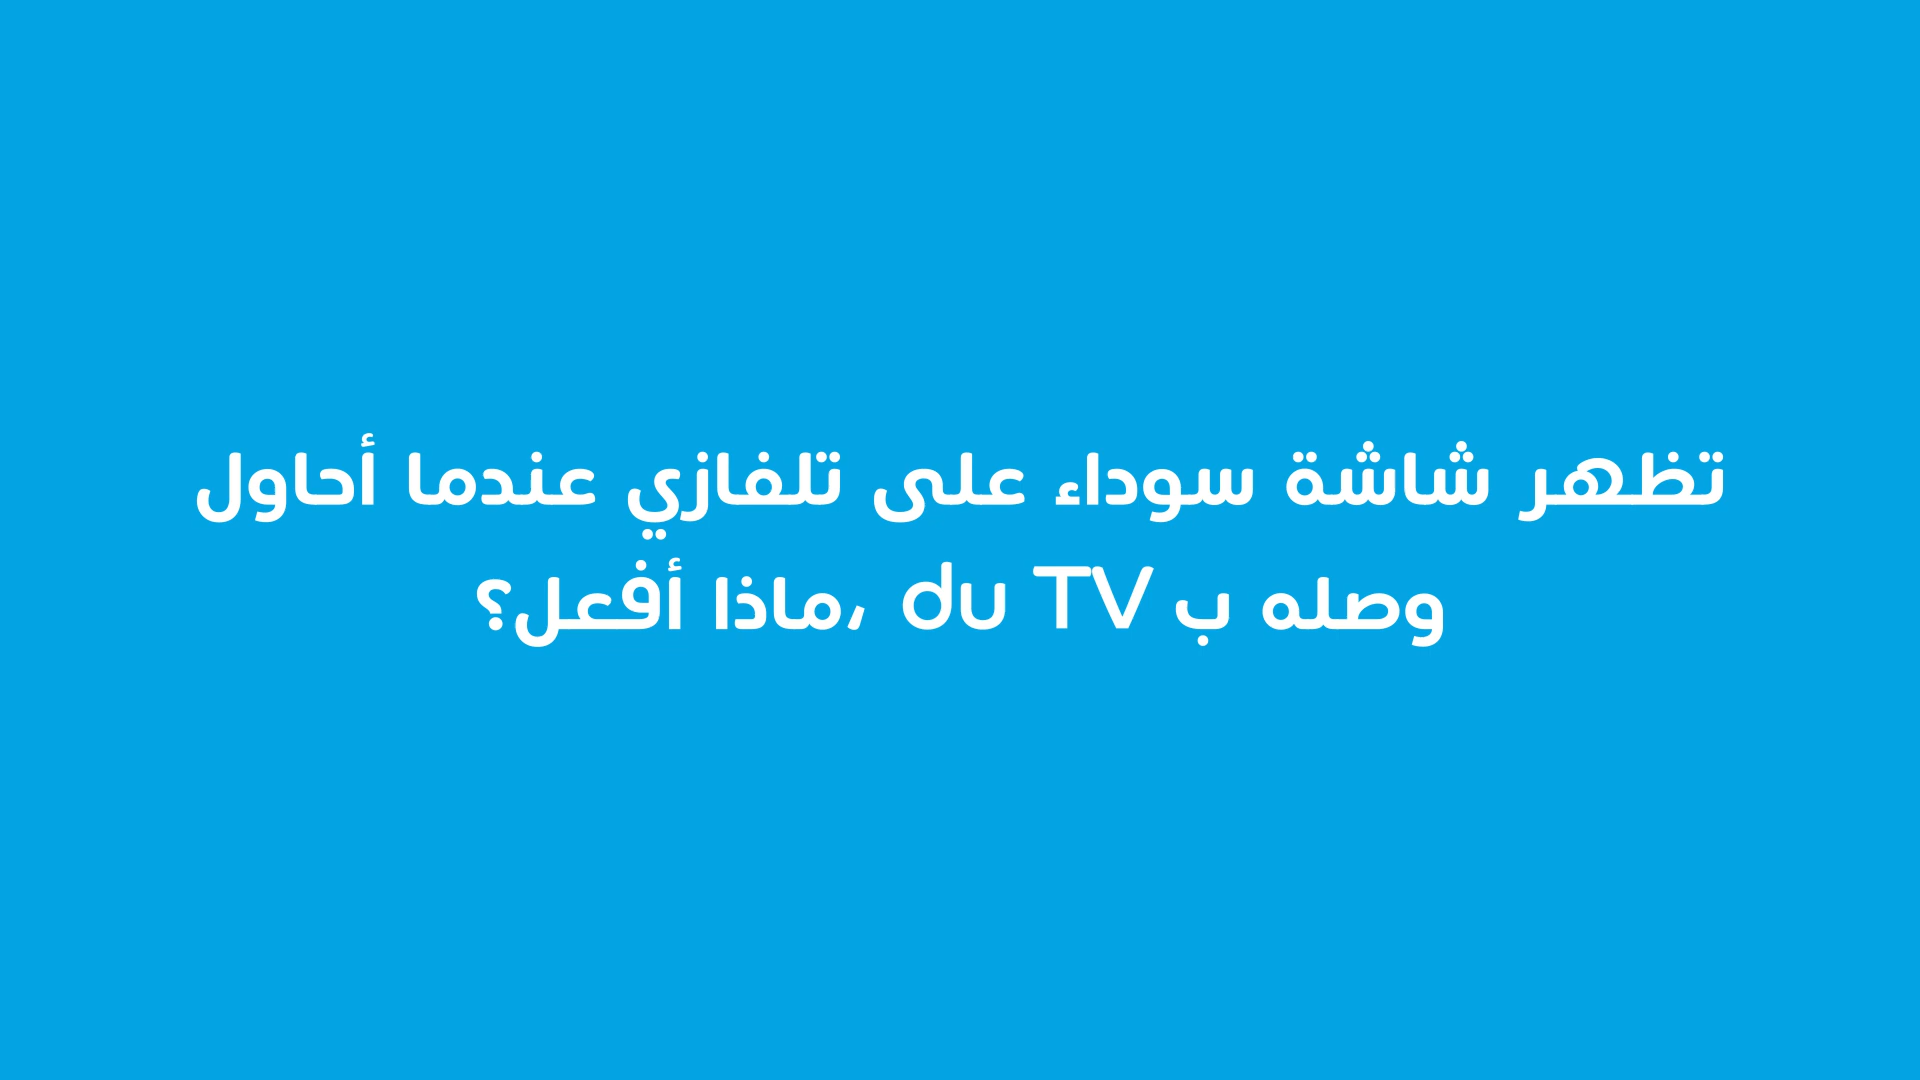 تظهر شاشة سوداء على تلفازي عندما أحاول
وصله ب du TV ,ماذا أفعل؟